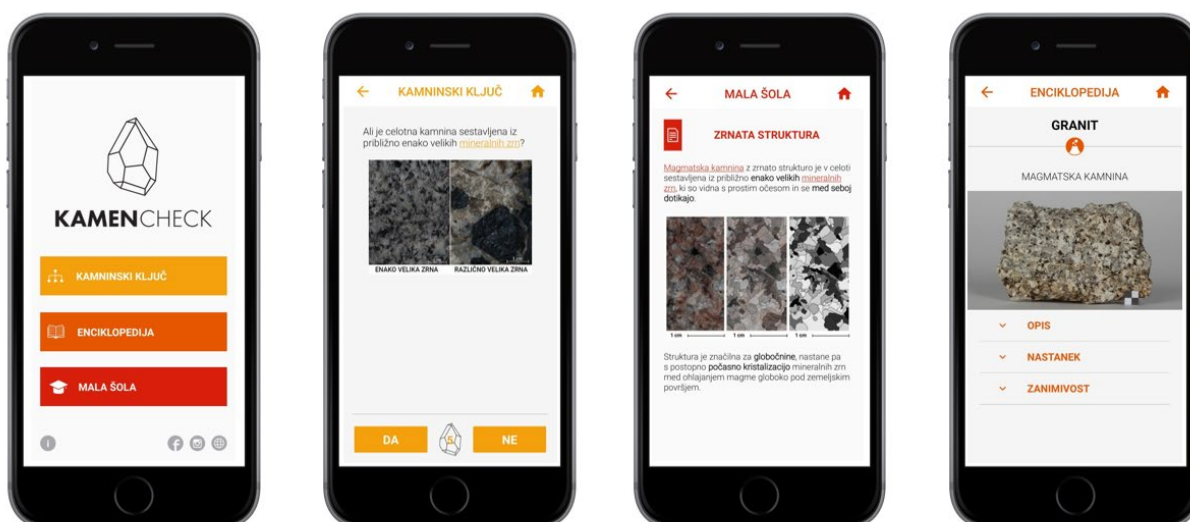 KAMENCHECK
KAMNINSKI KLJUČ
ENCIKLOPEDIJA
MALA ŠOLA
KAMNINSKI KLJUČ
Ali je celotna kamnina sestavljena iz
približno enako velikih mineralnih zrn?
ENAKO VELIKA ZRNA
RAZLIČNO VELIKA ZRNA
DA
5
NE
MALA ŠOLA
ZRNATA STRUKTURA
Magmatska kamnina z zrnato strukturo je v celoti
sestavljena iz približno enako velikih mineralnih
zrn, ki so vidna s prostim očesom in se med seboj
dotikajo.
1 cm
1 cm
1 cm
Struktura je značilna za globočnine, nastane pa
s postopno počasno kristalizacijo mineralnih zrn
med ohlajanjem magme globoko pod zemeljskim
površjem.
ENCIKLOPEDIJA
GRANIT
MAGMATSKA KAMNINA
OPIS
NASTANEK
ZANIMIVOST